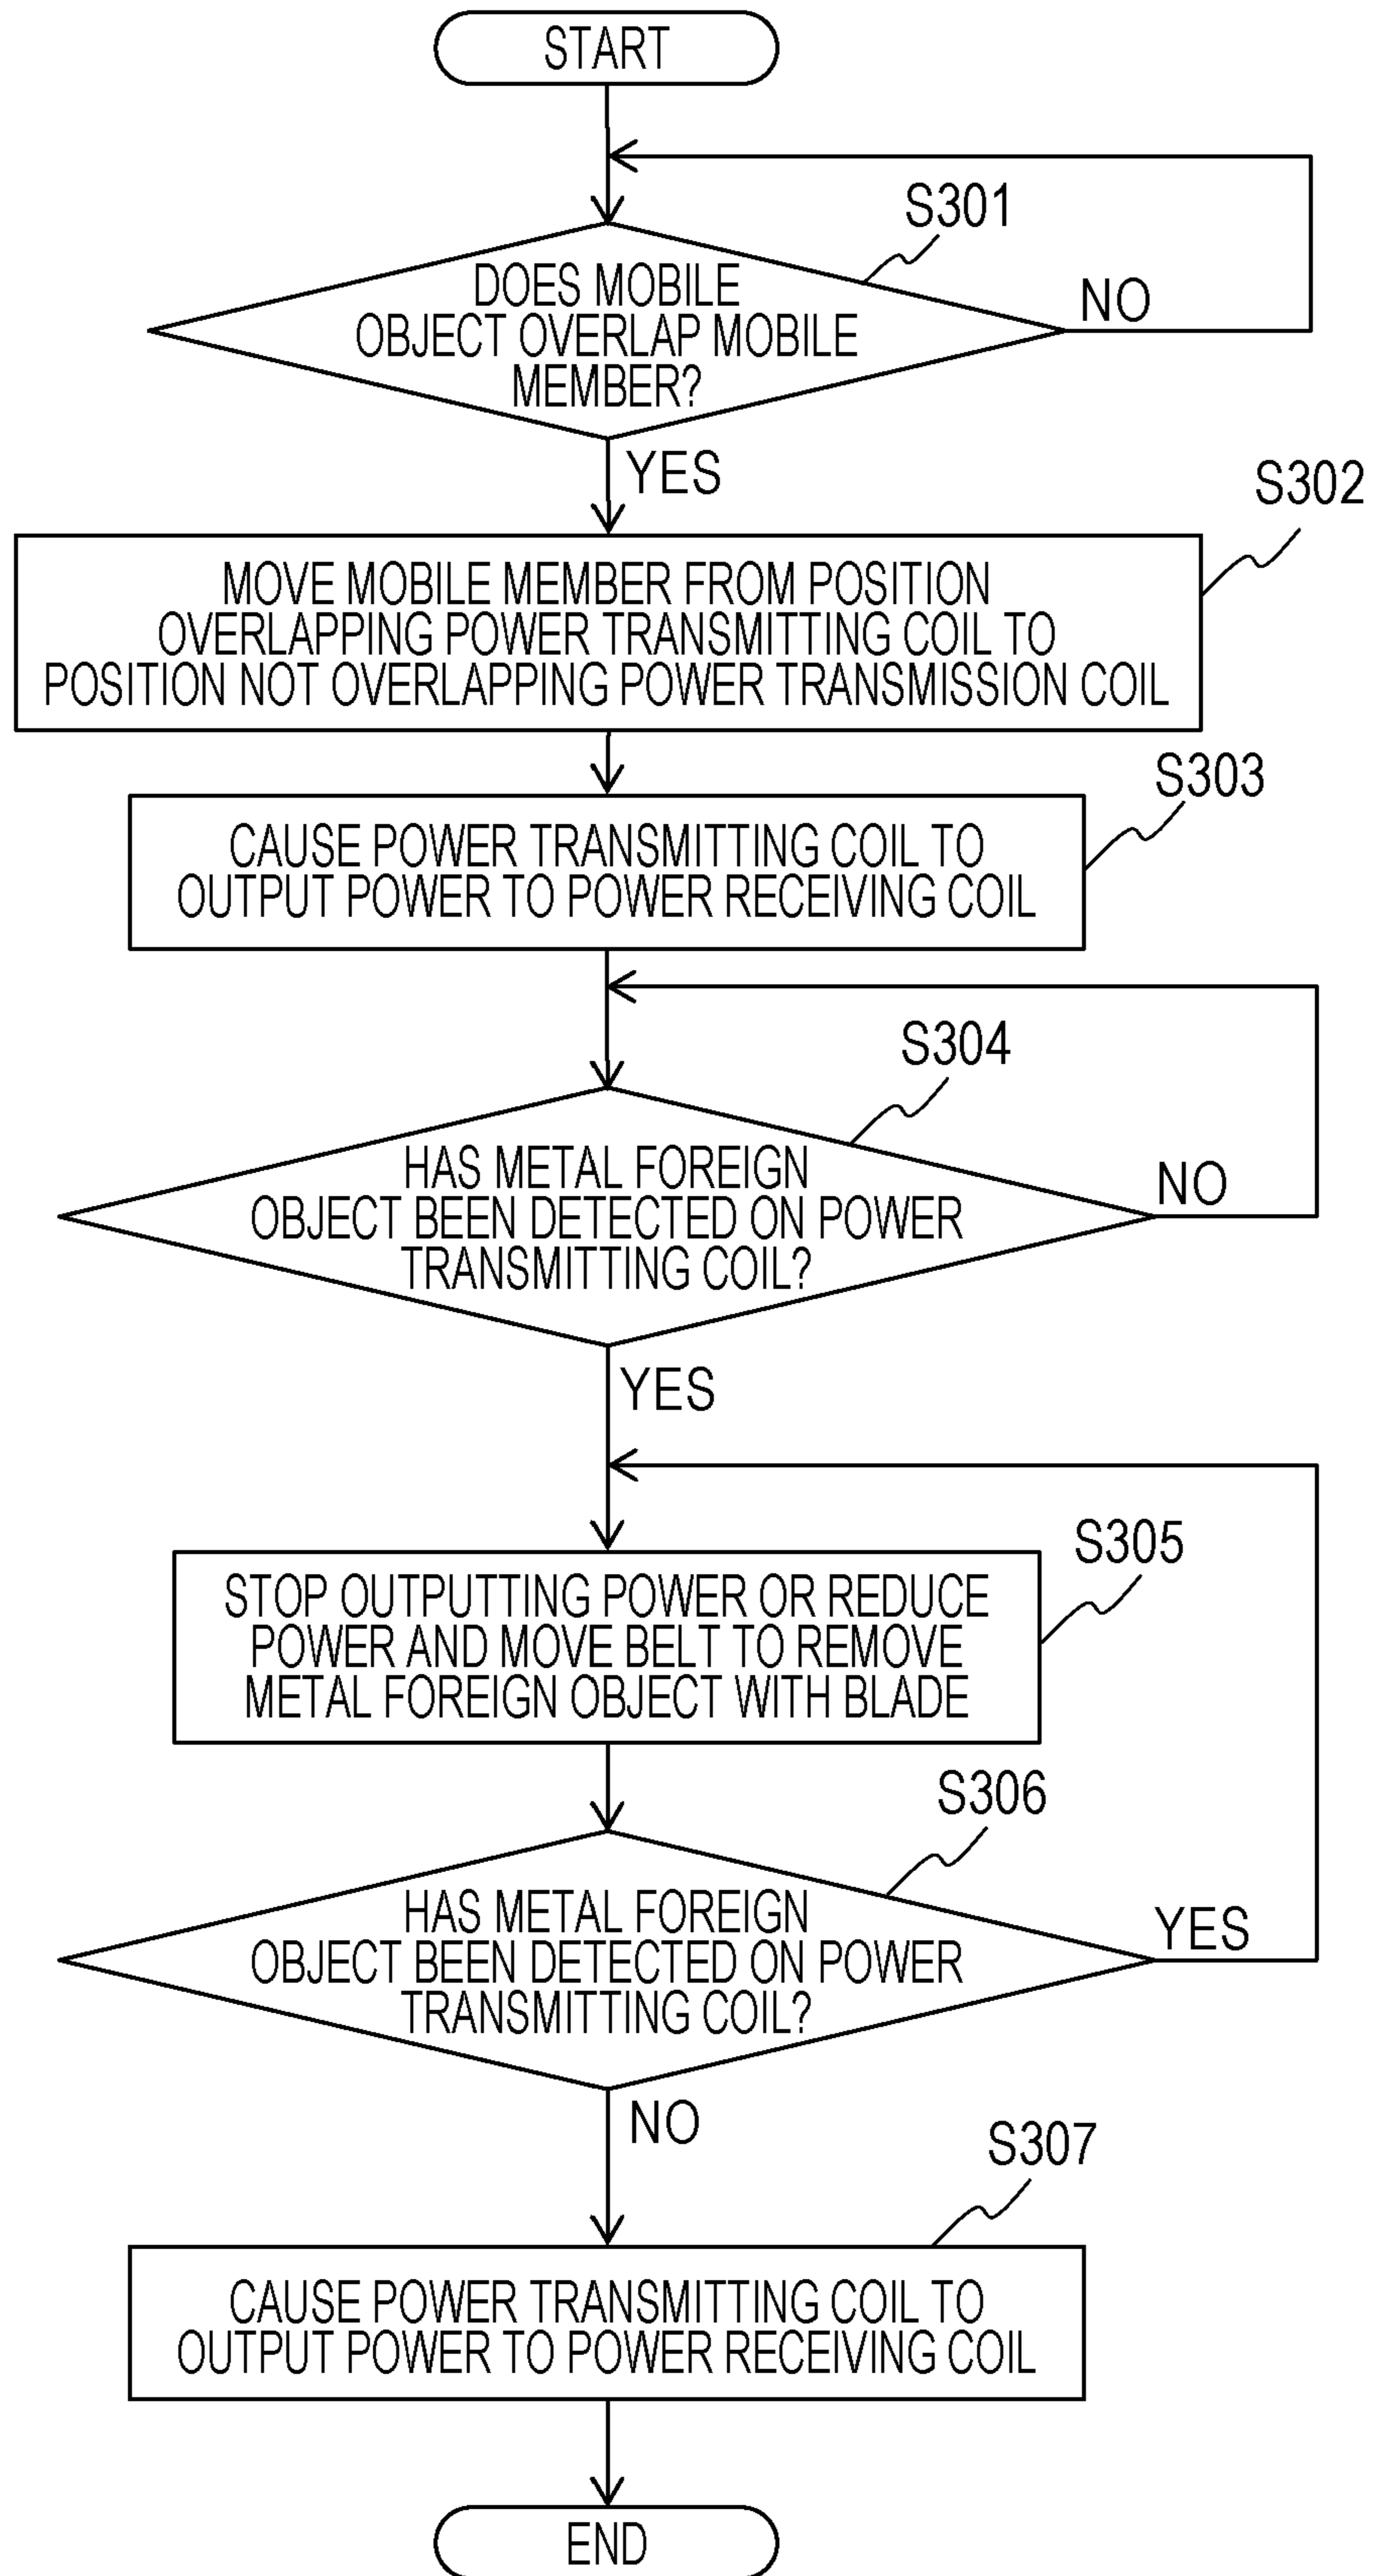 START
S301
DOES MOBILE
OBJECT OVERLAP MOBILE
MEMBER?
NO
YES
S302
MOVE MOBILE MEMBER FROM POSITION
OVERLAPPING POWER TRANSMITTING COIL TO
POSITION NOT OVERLAPPING POWER TRANSMISSION COIL
S303
CAUSE POWER TRANSMITTING COIL TO
OUTPUT POWER TO POWER RECEIVING COIL
S304
HAS METAL FOREIGN
OBJECT BEEN DETECTED ON POWER
TRANSMITTING COIL?
NO
YES
S305
STOP OUTPUTTING POWER OR REDUCE
POWER AND MOVE BELT TO REMOVE
METAL FOREIGN OBJECT WITH BLADE
S306
HAS METAL FOREIGN
OBJECT BEEN DETECTED ON POWER
TRANSMITTING COIL?
YES
NO
S307
CAUSE POWER TRANSMITTING COIL TO
OUTPUT POWER TO POWER RECEIVING COIL
END